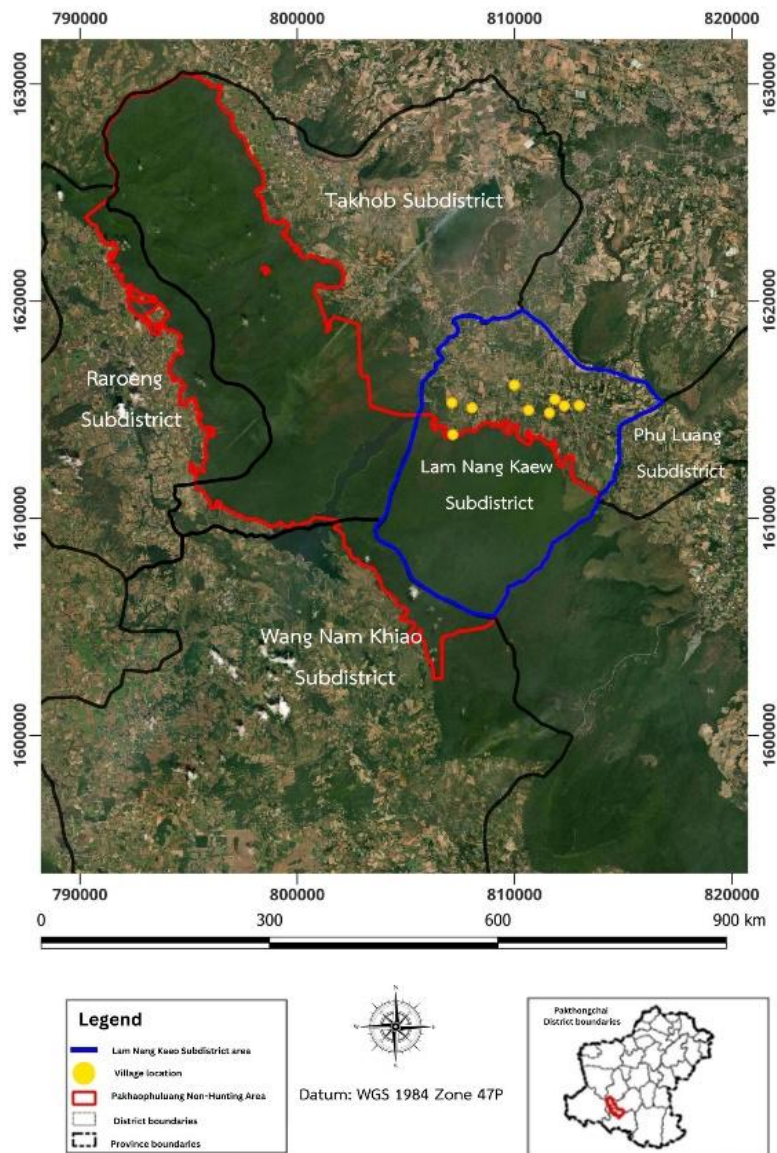 790000 800000 810000 820000
1630000 1630000
Takhob Subdistrict
1620000 1620000
Raroeng
Subdistrict
Phu Luang
Subdistrict
Lam Nang Kaew
Subdistrict
1610000 1610000
Wang Nam Khiao
Subdistrict
1600000 1600000
790000 800000 810000 820000
0 300 600 900 km
Legend
Lam Nang Kaeo Subdistrict area
Village location
Pakhaophuluang Non-Hunting Area
District boundaries
Province boundaries
N
Datum: WGS 1984 Zone 47P
Pakthongchai
District boundaries